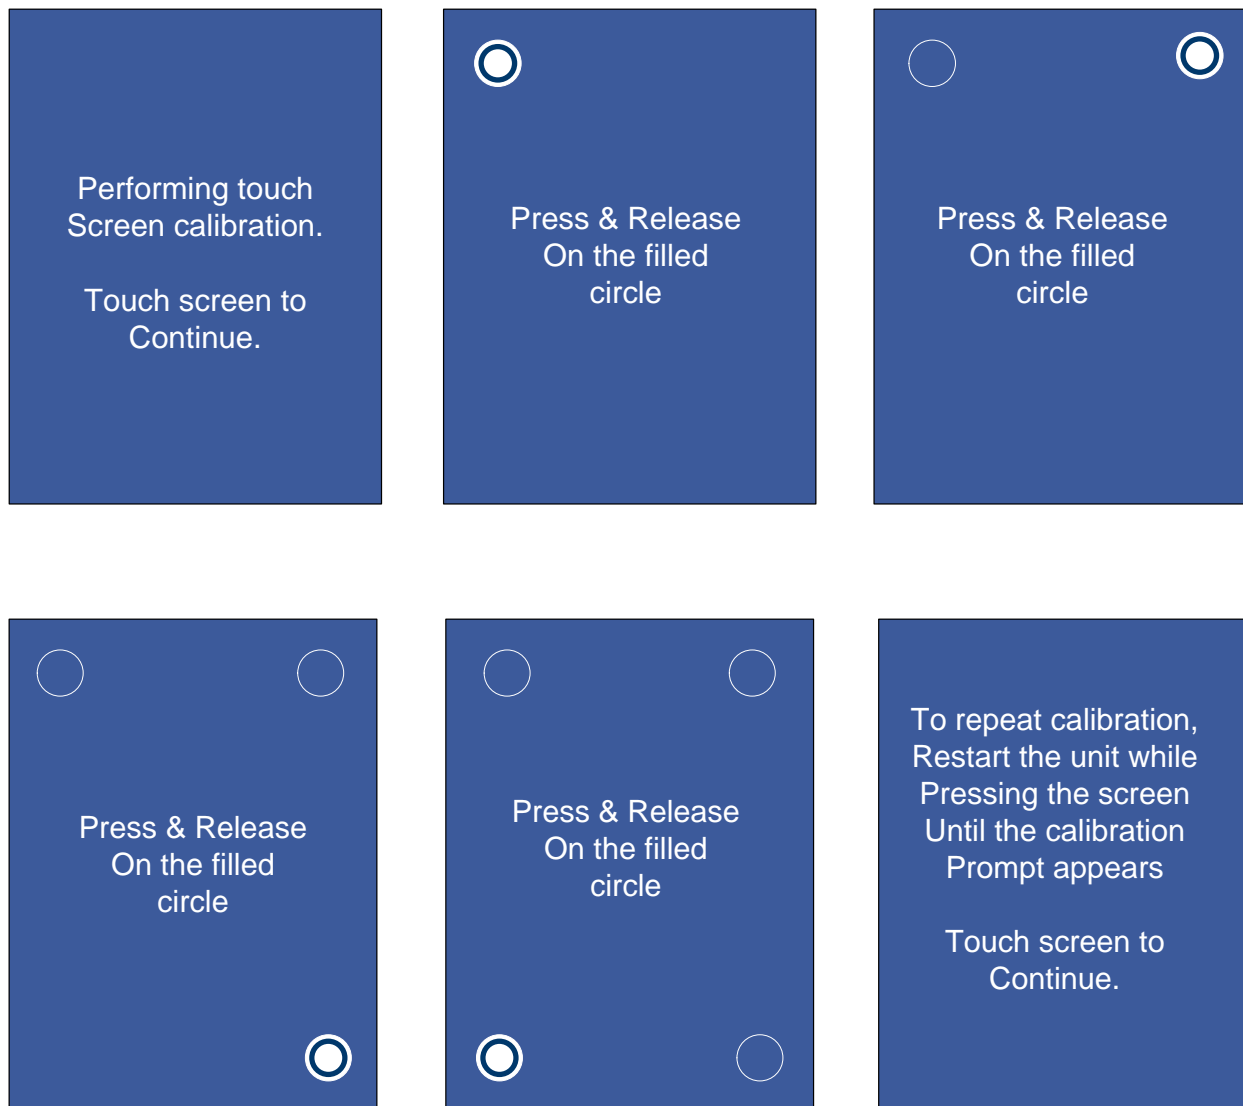 Performing touch
Screen calibration.
Touch screen to
Continue.
Press & Release
On the filled
circle
Press & Release
On the filled
circle
Press & Release
On the filled
circle
Press & Release
On the filled
circle
To repeat calibration,
Restart the unit while
Pressing the screen
Until the calibration
Prompt appears
Touch screen to
Continue.